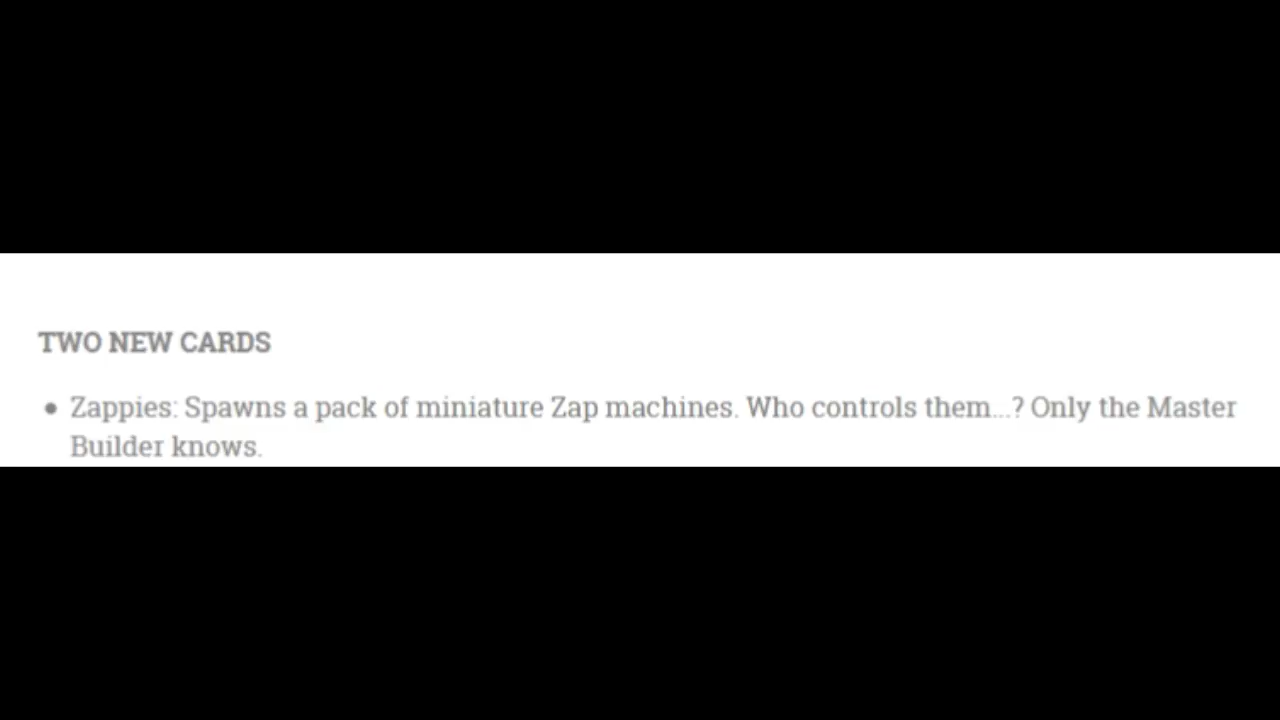 TWO NEW CARDS
• Zappies: Spawns a pack of miniature Zap machines. Who controls them...? Only the Master
Builder knows.